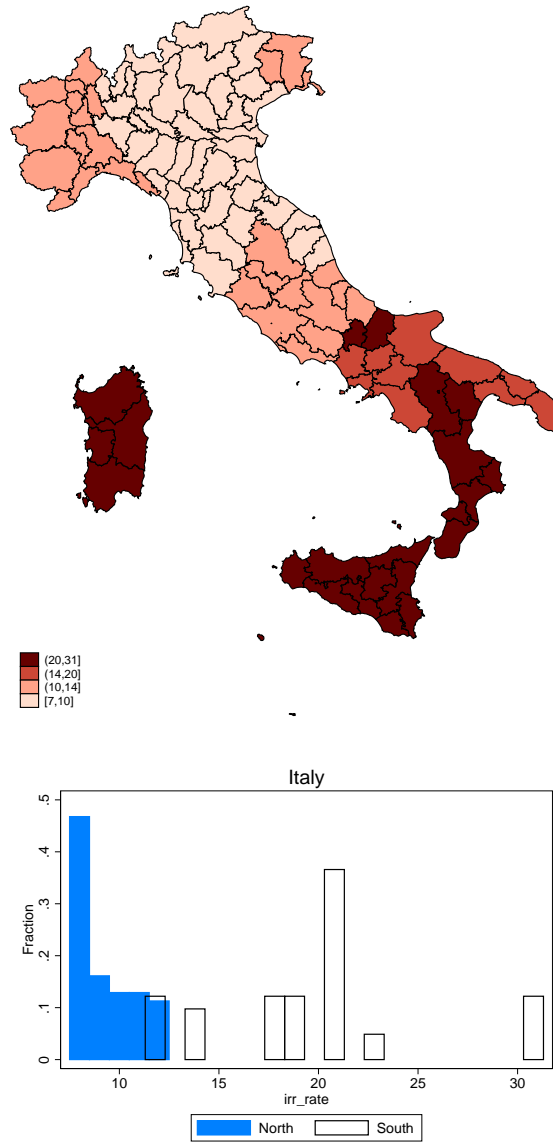 (20,31]
(14,20]
(10,14]
[7,10]
Italy
.5
.4
.3
.2
.1
0
Fraction
10 15 20 25 30
irr_rate
North South